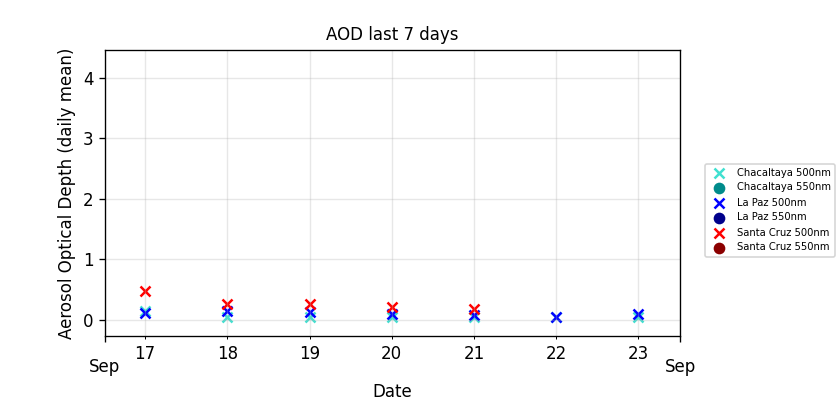 AOD last 7 days
Aerosol Optical Depth (daily mean)
4
3
2
1
0
17 18 19 20 21 22 23
Sep Sep
Date
Chacaltaya 500nm
Chacaltaya 550nm
La Paz 500nm
La Paz 550nm
Santa Cruz 500nm
Santa Cruz 550nm